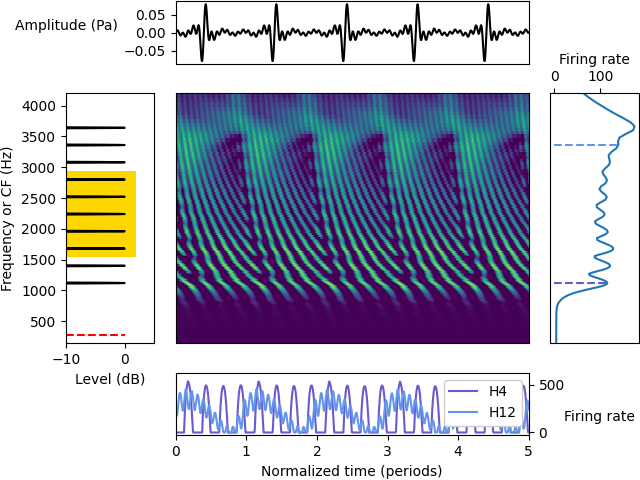 Amplitude (Pa)
0.05
0.00
−0.05
Firing rate
0 100
Frequency or CF (Hz)
4000
3500
3000
2500
2000
1500
1000
500
−10 0
Level (dB)
H4
H12
500
0
Firing rate
0 1 2 3 4 5
Normalized time (periods)